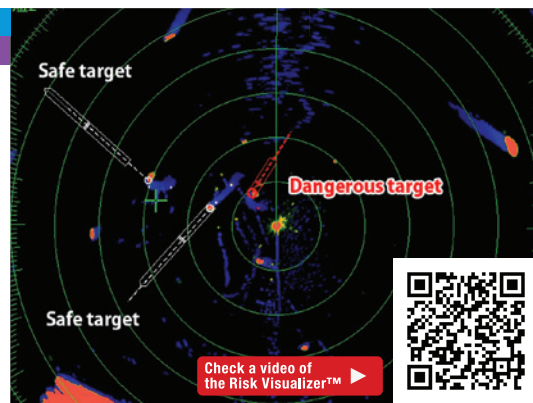 Safe target
Dangerous target
Safe target
Check a video of
the Risk Visualizer™